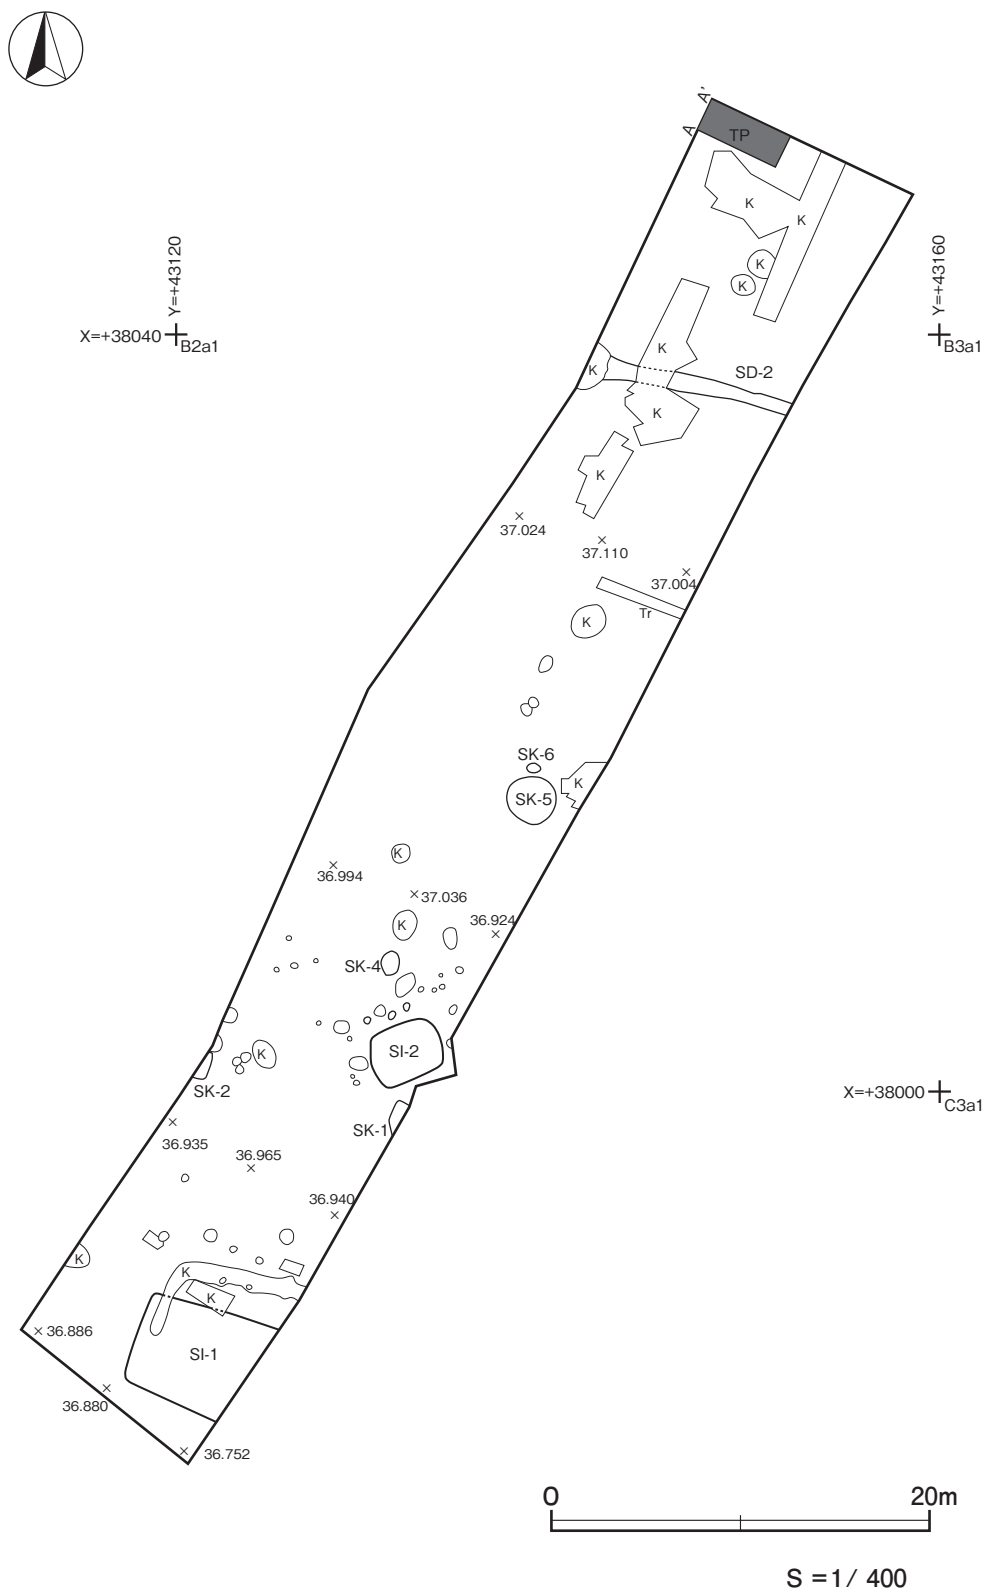 A'
A
TP
K
K
Y=+43120
Y=+43160
K
K
X=+38040
B2a1
B3a1
K
K
SD-2
K
K
37.024
37.110
37.004
Tr
K
SK-6
K
SK-5
K
36.994
37.036
36.924
K
SK-4
SI-2
K
SK-2
X=+38000
C3a1
SK-1
36.935
36.965
36.940
K
K
K
36.886
SI-1
36.880
36.752
0
20m
S =1/ 400